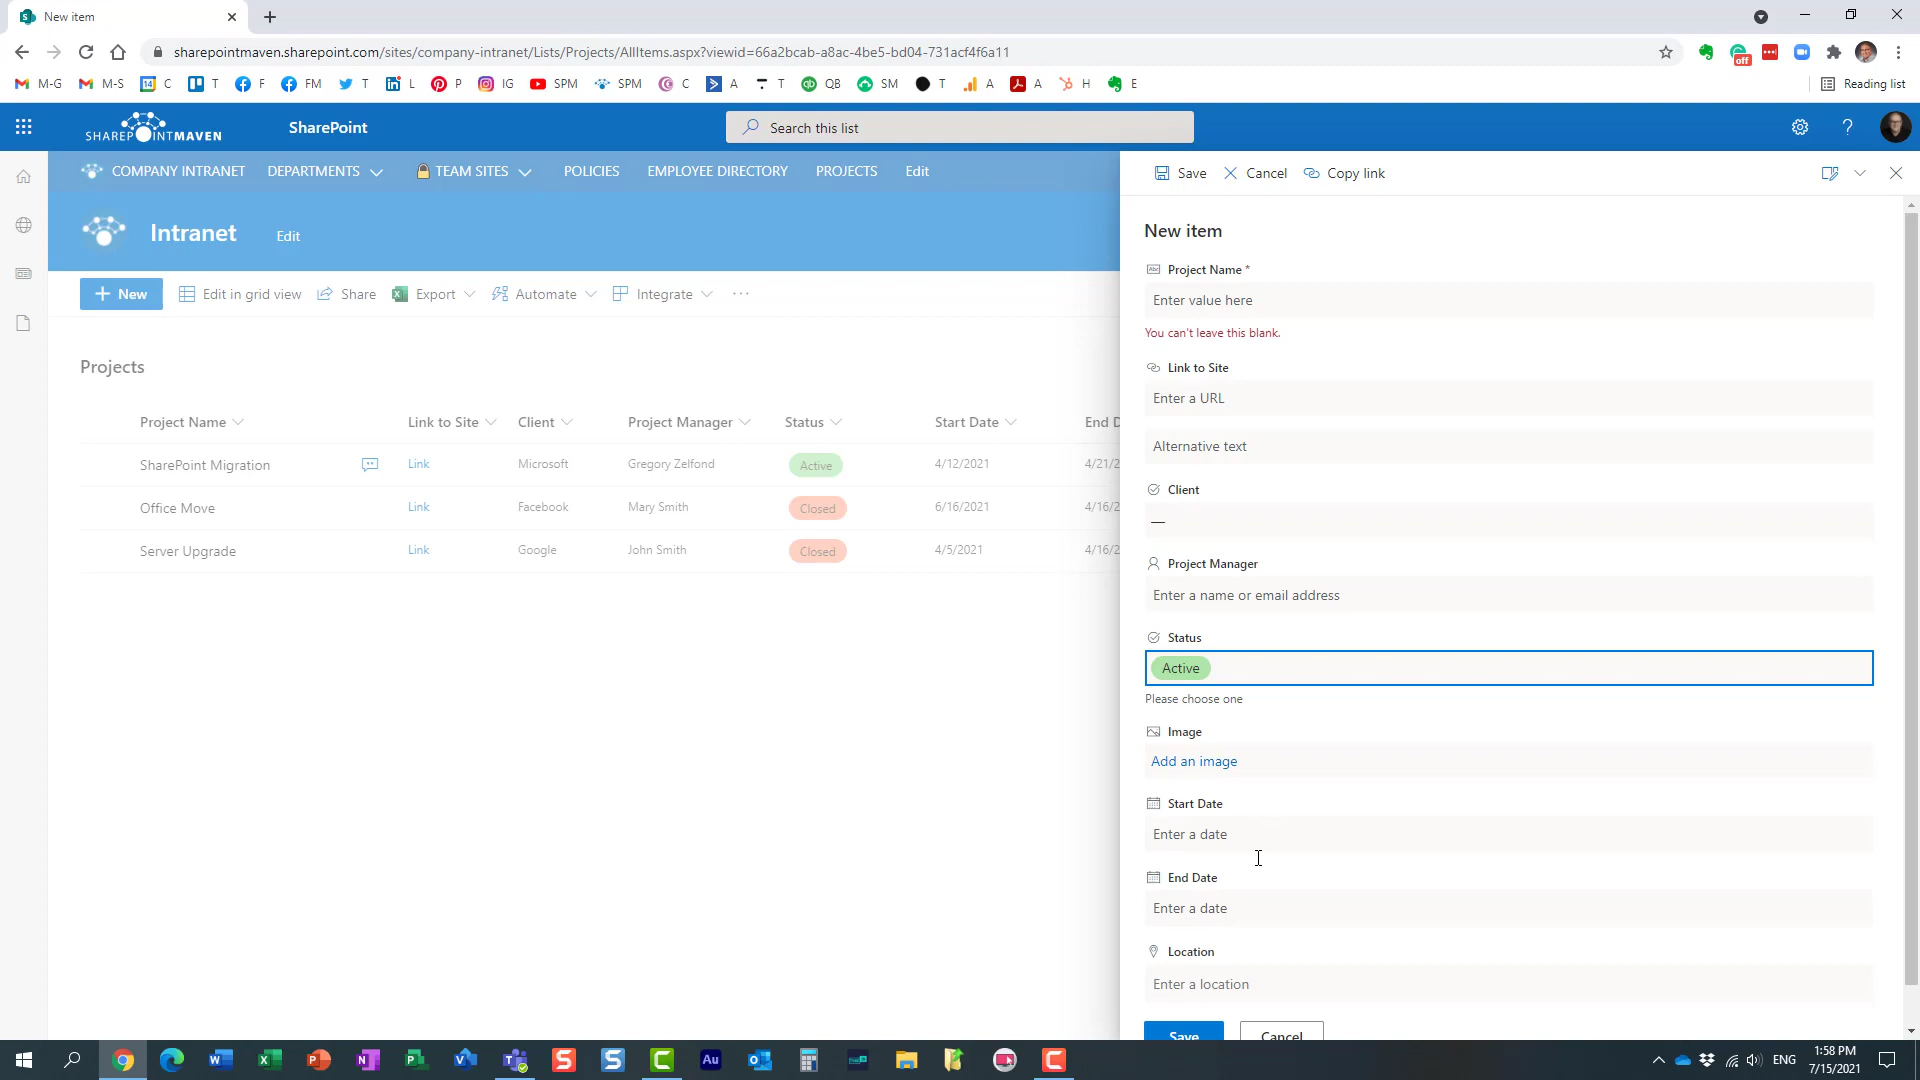 New item
sharepointmaven.sharepoint.com/sites/company-intranet/Lists/Projects/AllItems.aspx?viewid=66a2bcab-a8ac-4be5-bd04-731acf4f6a11
off
M-G M-S 14 C T F FM T L P IG SPM SPM C A T QB SM T A A H E Reading list
SHAREPOINTMAVEN SharePoint Search this list
COMPANY INTRANET DEPARTMENTS TEAM SITES POLICIES EMPLOYEE DIRECTORY PROJECTS Edit
Intranet Edit
New Edit in grid view Share Export Automate Integrate ...
Projects
Project Name Link to Site Client Project Manager Status Start Date End D
SharePoint Migration Link Microsoft Gregory Zelfond Active 4/12/2021 4/21/2
Office Move Link Facebook Mary Smith Closed 6/16/2021 4/16/2
Server Upgrade Link Google John Smith Closed 4/5/2021 4/16/2
Save Cancel Copy link
New item
Project Name *
Enter value here
You can't leave this blank.
Link to Site
Enter a URL
Alternative text
Client
—
Project Manager
Enter a name or email address
Status
Active
Please choose one
Image
Add an image
Start Date
Enter a date
End Date
Enter a date
Location
Enter a location
Save Cancel
ENG
1:58 PM
7/15/2021